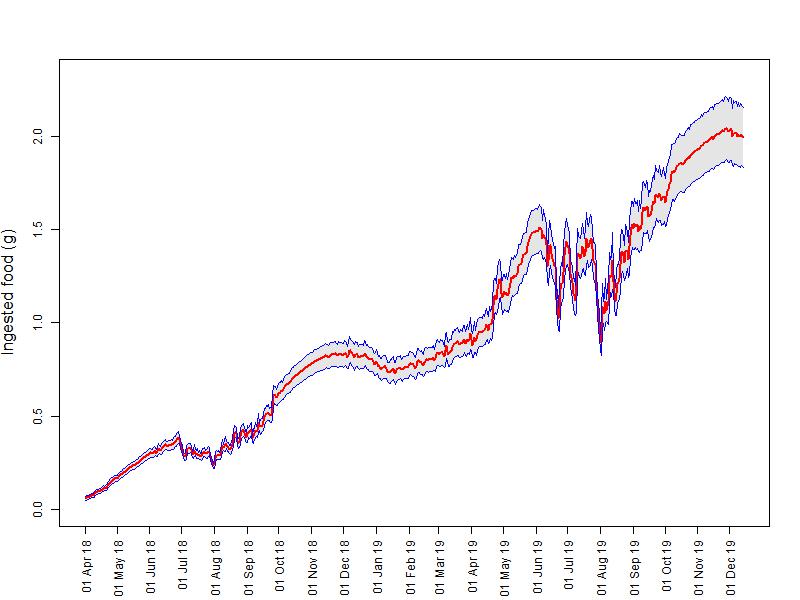 Ingested food (g)
2.0
1.5
1.0
0.5
0.0
01 Apr 18
01 May 18
01 Jun 18
01 Jul 18
01 Aug 18
01 Sep 18
01 Oct 18
01 Nov 18
01 Dec 18
01 Jan 19
01 Feb 19
01 Mar 19
01 Apr 19
01 May 19
01 Jun 19
01 Jul 19
01 Aug 19
01 Sep 19
01 Oct 19
01 Nov 19
01 Dec 19